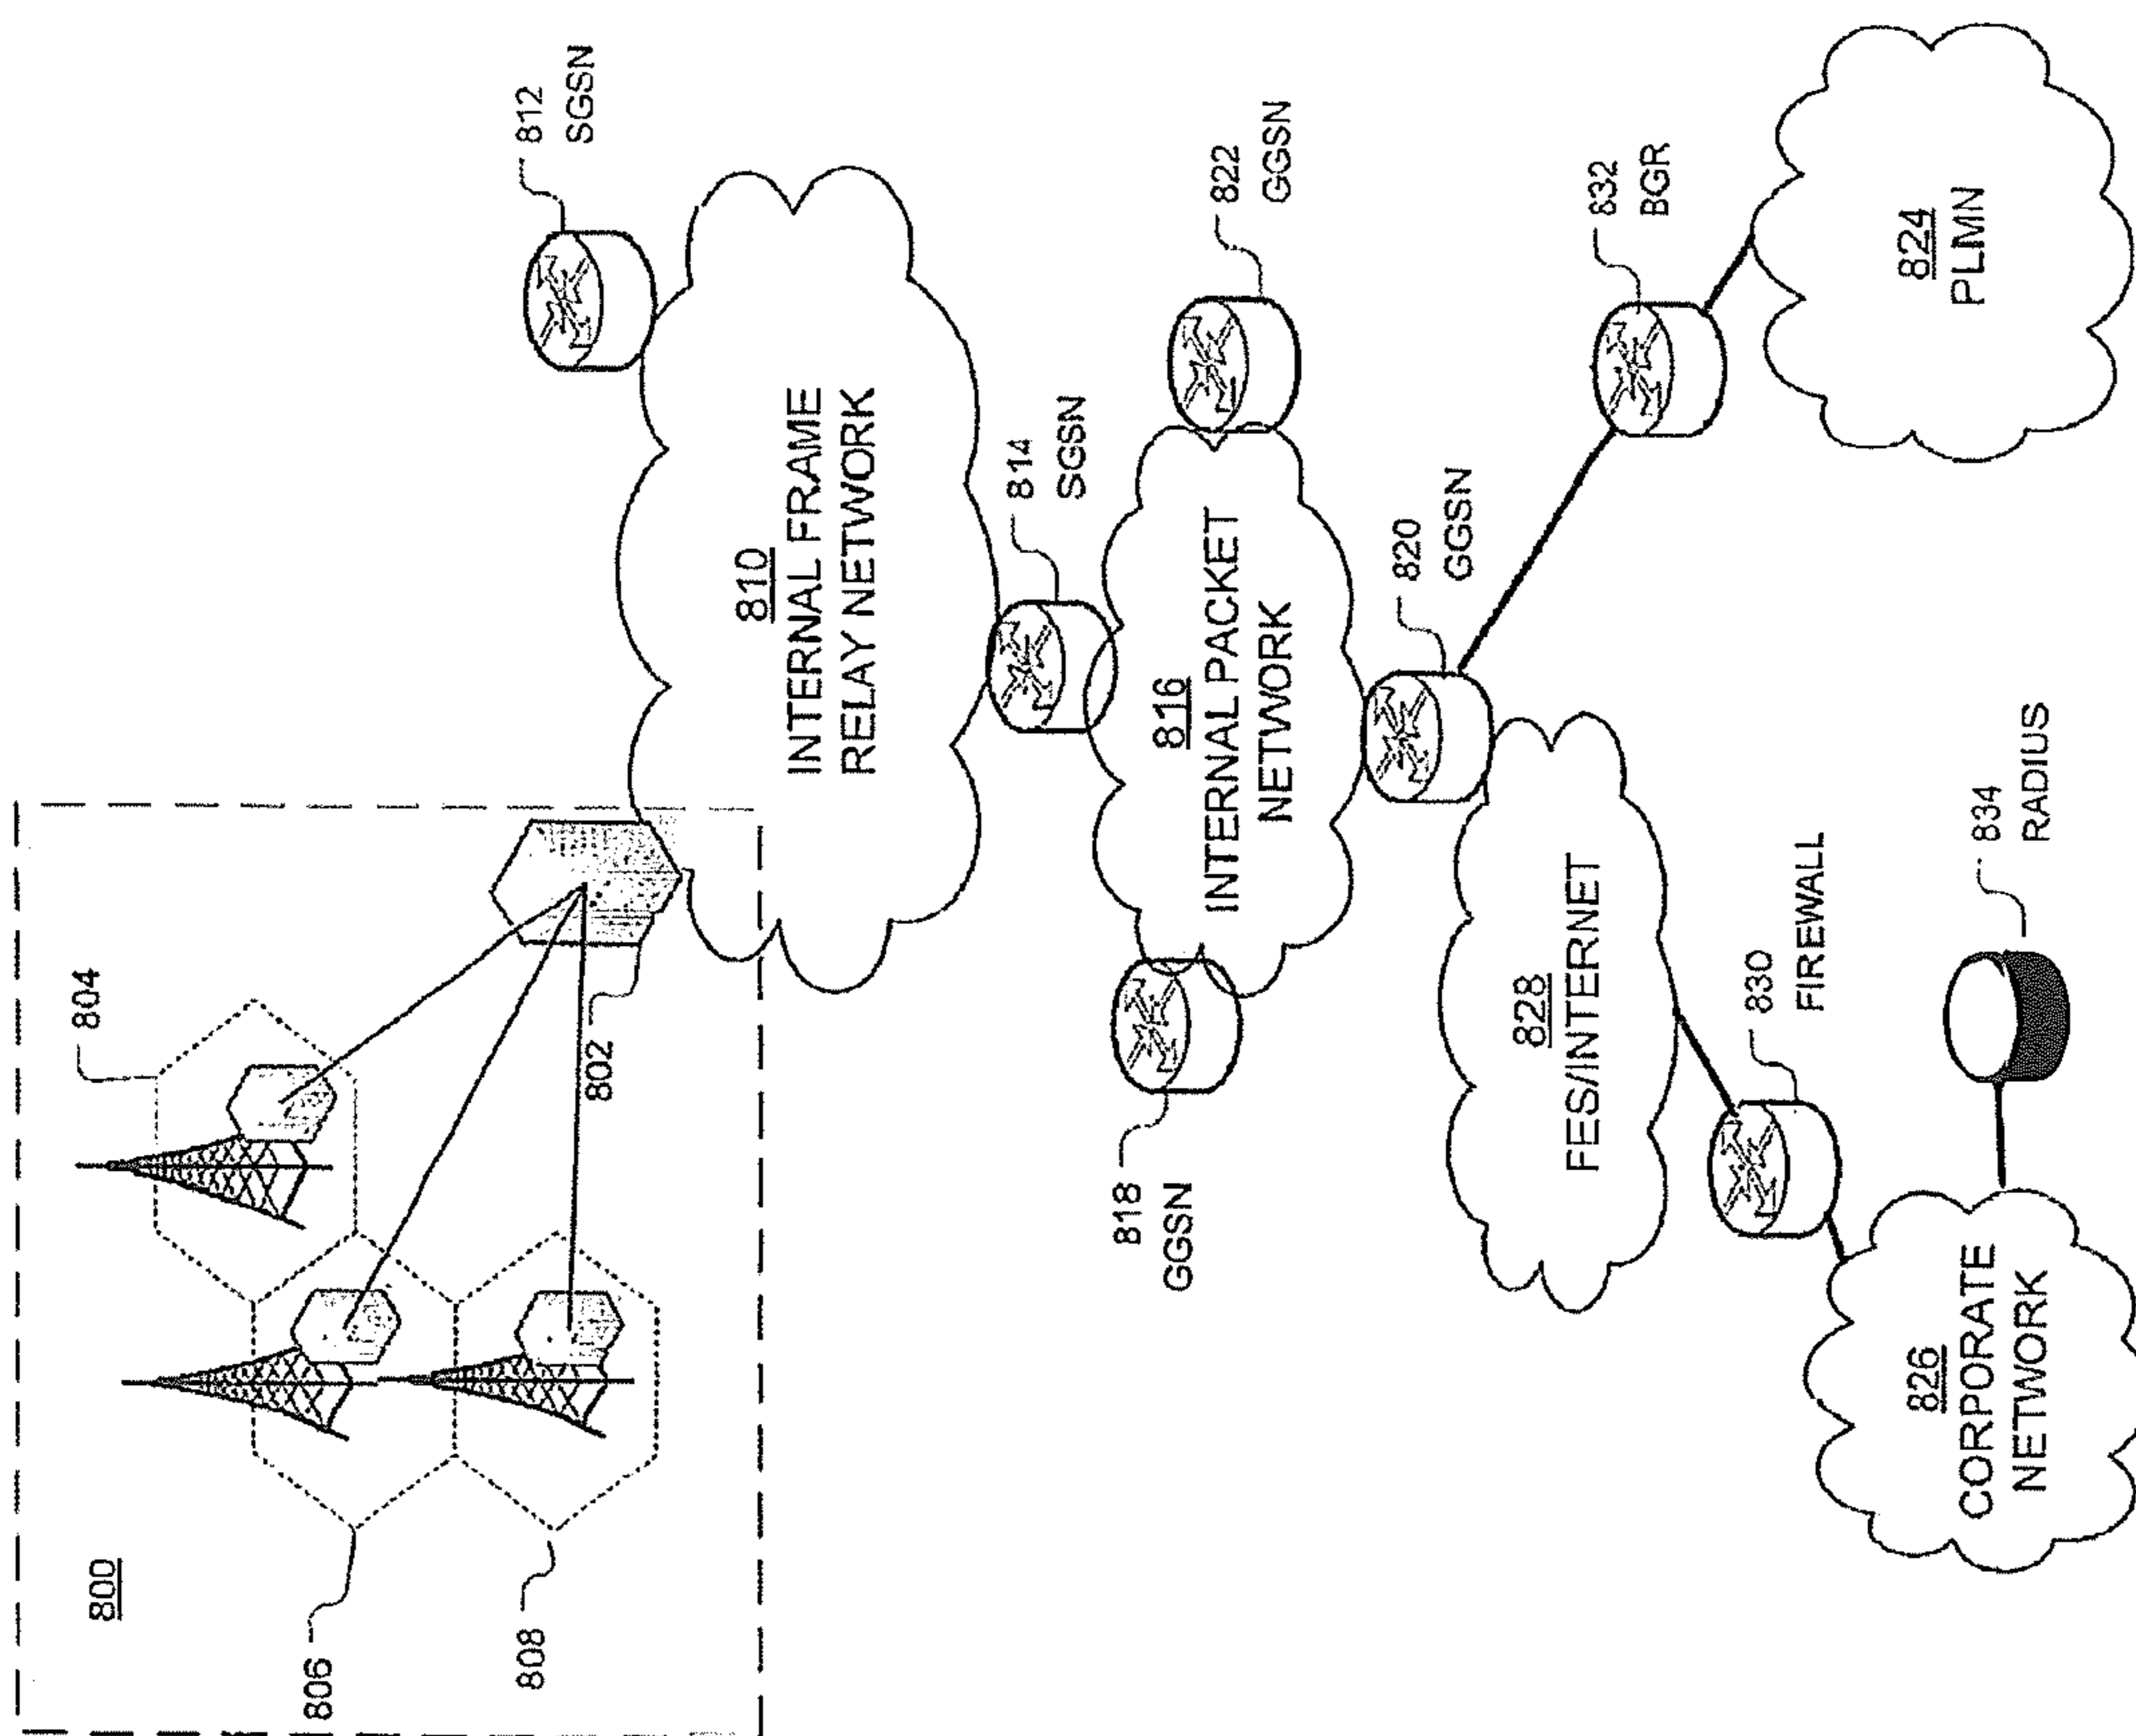 800
804
806
808
802
812
SGSN
810
INTERNAL FRAME
RELAY NETWORK
814
SGSN
816
INTERNAL PACKET
NETWORK
818
GGSN
822
GGSN
820
GGSN
828
FES/INTERNET
832
BGR
830
FIREWALL
824
PLMN
826
CORPORATE
NETWORK
834
RADIUS